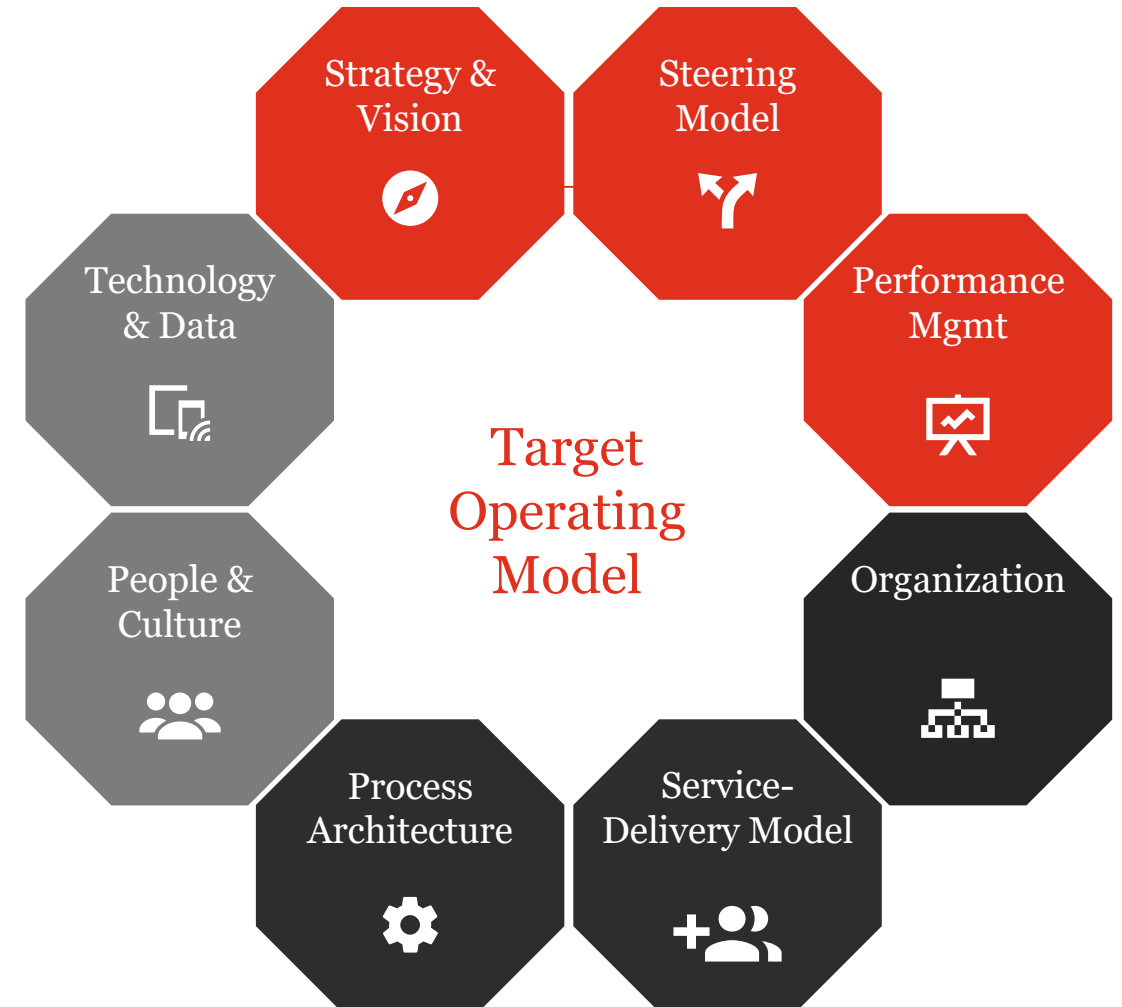 Strategy &
Vision
Steering
Model
Performance
Mgmt
Organization
Service-
Delivery Model
Process
Architecture
People &
Culture
Technology
& Data
Target
Operating
Model